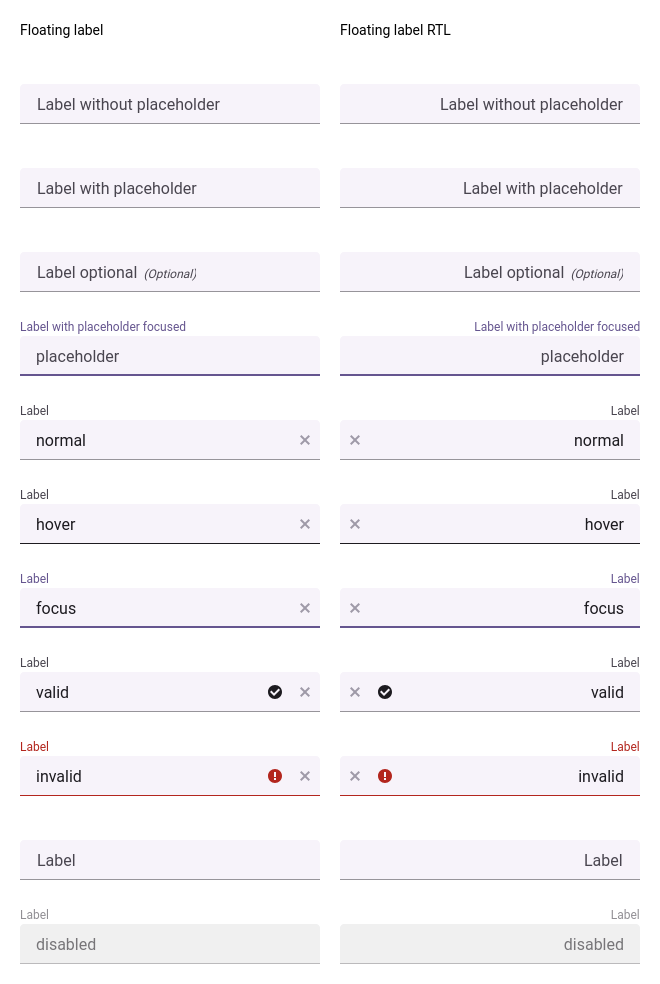 Floating label
Floating label RTL
Label without placeholder
Label without placeholder
Label with placeholder
Label with placeholder
Label optional (Optional)
Label optional (Optional)
Label with placeholder focused
Label with placeholder focused
placeholder
placeholder
Label
Label
normal
normal
Label
Label
hover
hover
Label
Label
focus
focus
Label
Label
valid
valid
Label
Label
invalid
invalid
Label
Label
Label
Label
disabled
disabled